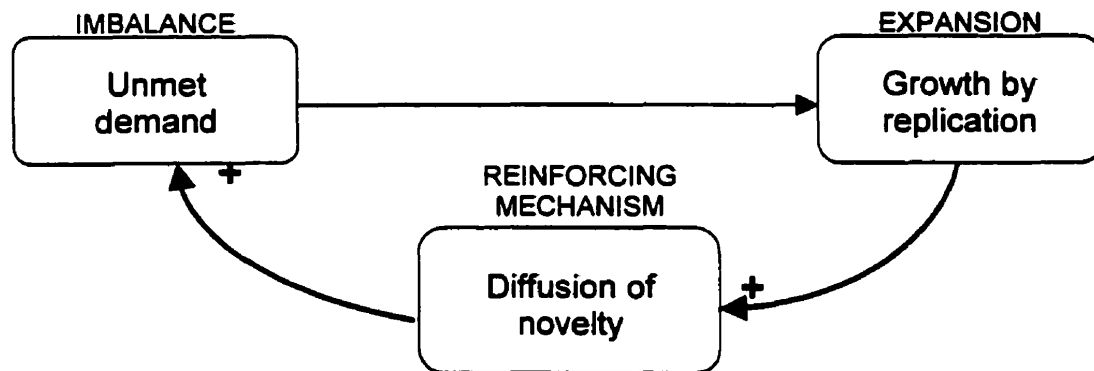 IMBALANCE
Unmet
demand
+
EXPANSION
Growth by
replication
REINFORCING
MECHANISM
Diffusion of
novelty
+